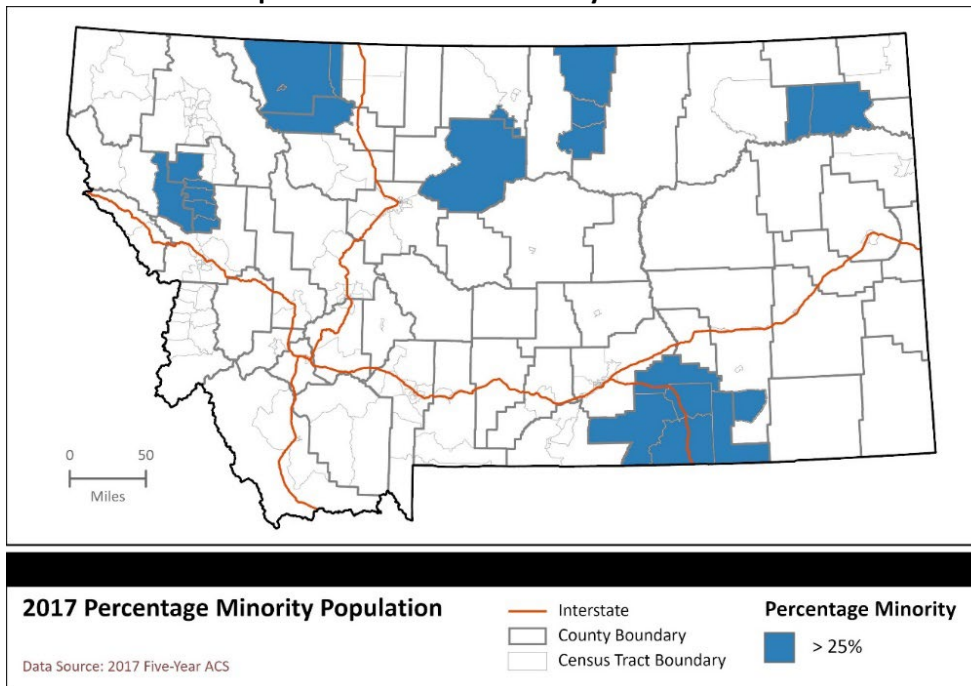 0
50
Miles
2017 Percentage Minority Population
Data Source: 2017 Five-Year ACS
Interstate
County Boundary
Census Tract Boundary
Percentage Minority
> 25%